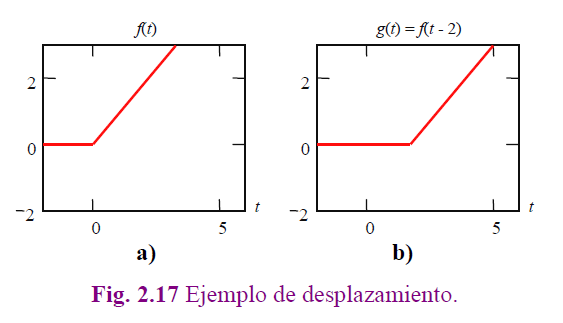 f(t)
g(t) = f(t - 2)
2
0
−2
0
5
t
2
0
−2
0
5
t
a)
b)
Fig. 2.17 Ejemplo de desplazamiento.